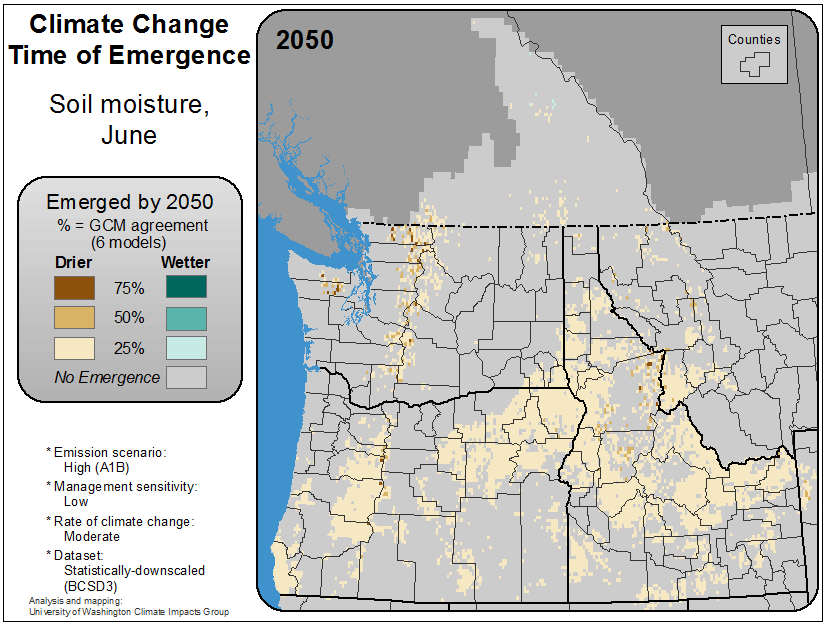 Climate Change
Time of Emergence
Soil moisture,
June
Emerged by 2050
% = GCM agreement
(6 models)
Drier Wetter
75%
50%
25%
No Emergence
* Emission scenario:
High (A1B)
* Management sensitivity:
Low
* Rate of climate change:
Moderate
* Dataset:
Statistically-downscaled
(BCSD3)
Analysis and mapping:
University of Washington Climate Impacts Group
2050
Counties